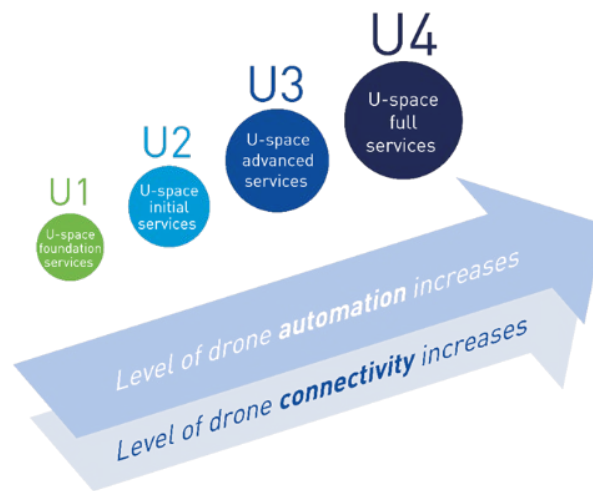 U4
U-space
full
services
U3
U-space
advanced
services
U2
U-space
initial
services
U1
U-space
foundation
services
Level of drone automation increases
Level of drone connectivity increases